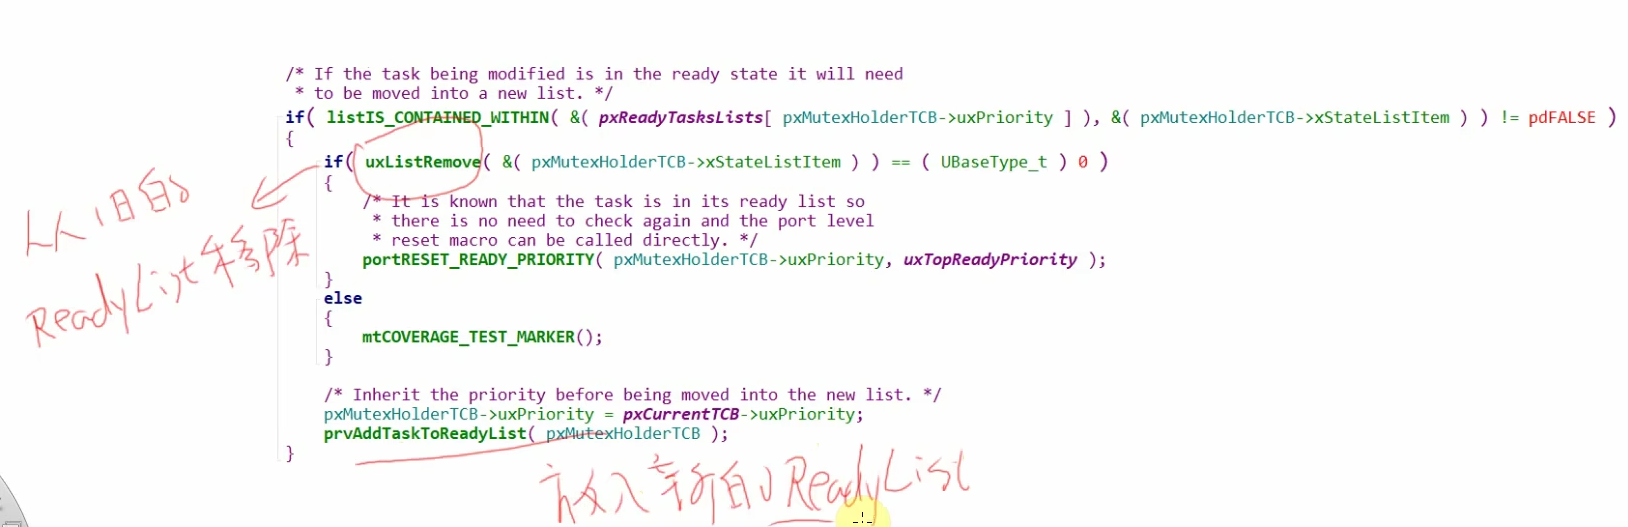 /* If the task being modified is in the ready state it will need
* to be moved into a new list. */
if( listIS_CONTAINED_WITHIN( &( pxReadyTasksLists[ pxMutexHolderTCB->uxPriority ] ), &( pxMutexHolderTCB->xStateListItem ) ) != pdFALSE )
{
if( uxListRemove( &( pxMutexHolderTCB->xStateListItem ) ) == ( UBaseType_t ) 0 )
{
/* It is known that the task is in its ready list so
* there is no need to check again and the port level
* reset macro can be called directly. */
portRESET_READY_PRIORITY( pxMutexHolderTCB->uxPriority, uxTopReadyPriority );
}
else
{
mtCOVERAGE_TEST_MARKER();
}
/* Inherit the priority before being moved into the new list. */
pxMutexHolderTCB->uxPriority = pxCurrentTCB->uxPriority;
prvAddTaskToReadyList( pxMutexHolderTCB );
}
从旧的
ReadyList移除
放入新的ReadyList